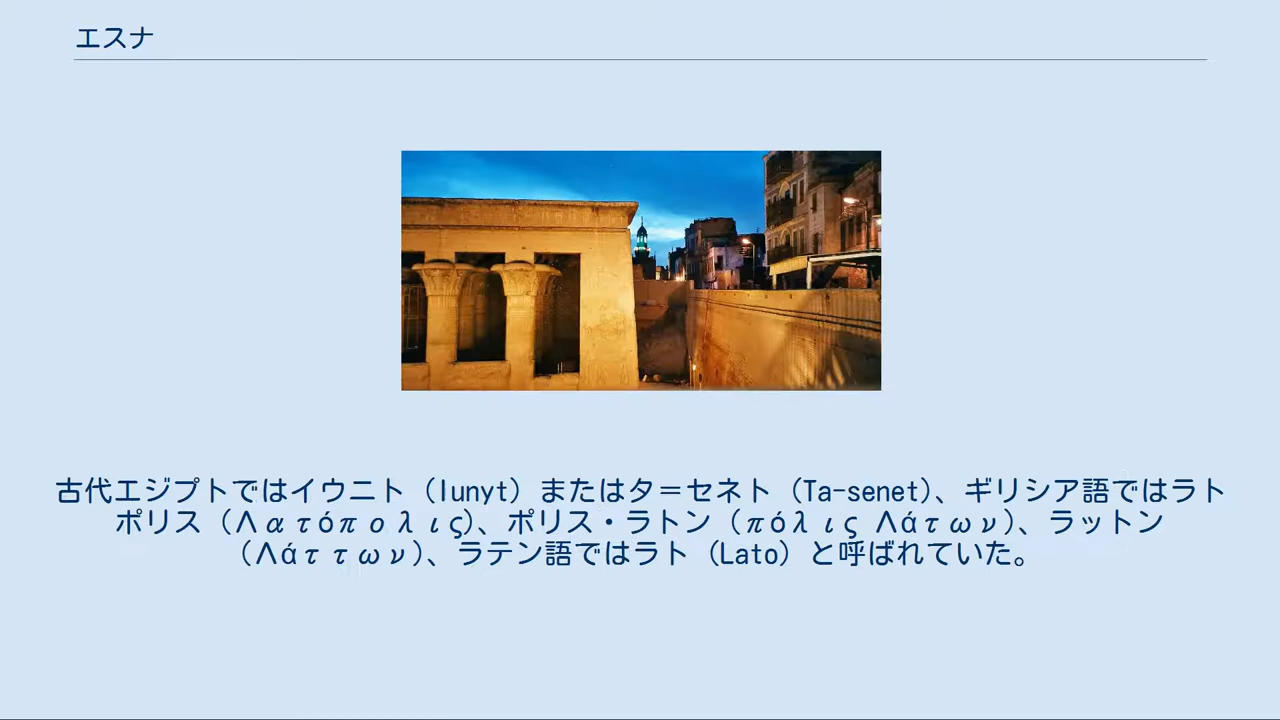 エスナ
古代エジプトではイウニト（Iunyt）またはタ＝セネト（Ta-senet）、ギリシア語ではラト
ポリス（Λατόπολις）、ポリス・ラトン（πόλις Λάτων）、ラットン
（Λάττων）、ラテン語ではラト（Lato）と呼ばれていた。